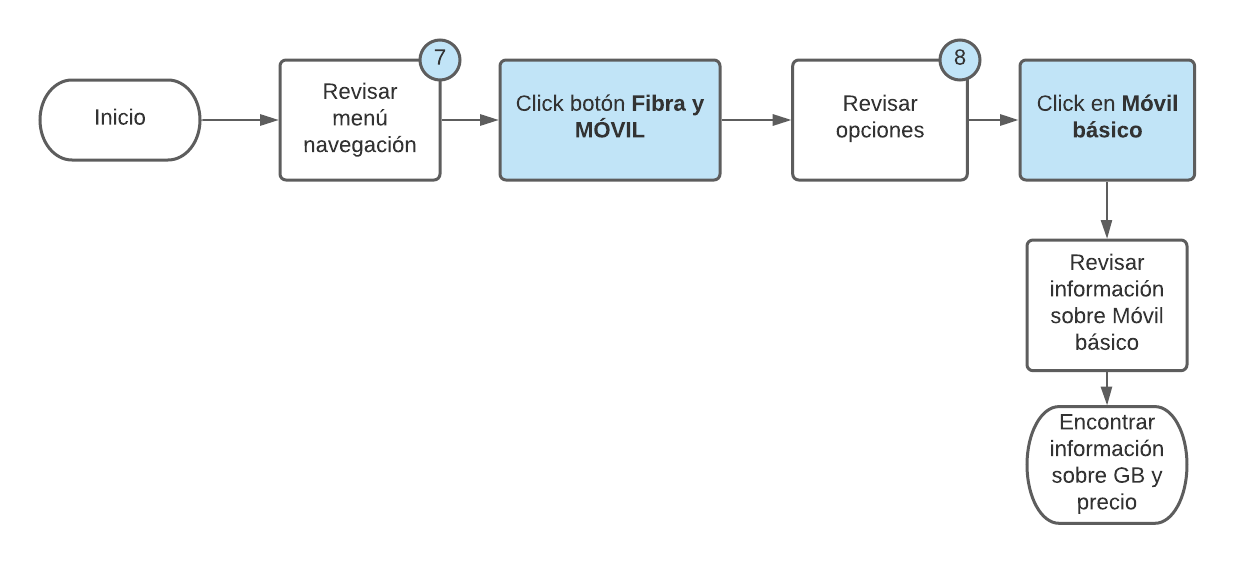 Inicio
7
Revisar
menú
navegación
Click botón Fibra y
MÓVIL
8
Revisar
opciones
Click en Móvil
básico
Revisar
información
sobre Móvil
básico
Encontrar
información
sobre GB y
precio